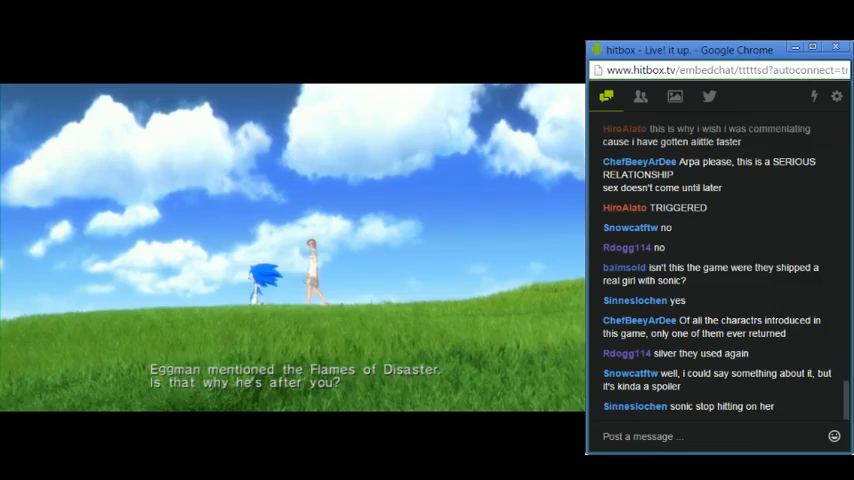 Eggman mentioned the Flames of Disaster.
Is that why he's after you?
hitbox - Live! it up. - Google Chrome
www.hitbox.tv/embedchat/tttttsd?autoconnect=tr
HiroAlato this is why i wish i was commentating
cause i have gotten alittle faster
ChefBeeyArDee Arpa please, this is a SERIOUS
RELATIONSHIP
sex doesn't come until later
HiroAlato TRIGGERED
Snowcatftw no
Rdogg114 no
balmsold isn't this the game were they shipped a
real girl with sonic?
Sinneslochen yes
ChefBeeyArDee Of all the charactrs introduced in
this game, only one of them ever returned
Rdogg114 silver they used again
Snowcatftw well, i could say something about it, but
it's kinda a spoiler
Sinneslochen sonic stop hitting on her
Post a message ...